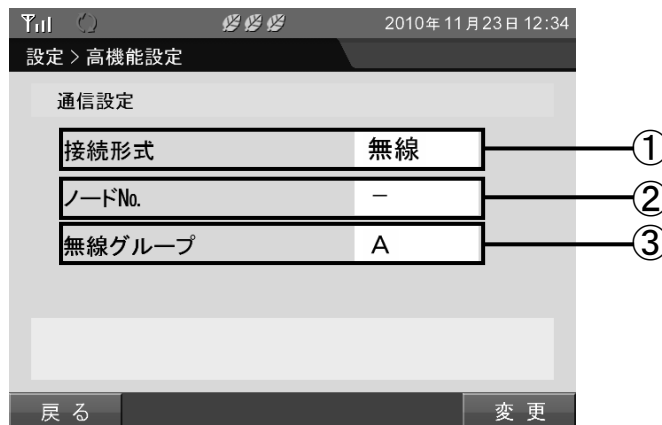 2010年11月23日 12:34
設定 > 高機能設定
通信設定
接続形式 無線 ①
ノード№. － ②
無線グループ A ③
戻る 変更